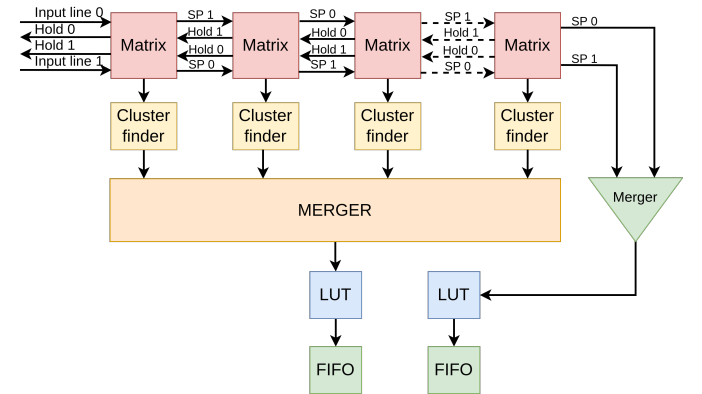 Input line 0
Hold 0
Hold 1
Input line 1
Matrix
SP 1
Hold 1
Hold 0
SP 0
Matrix
SP 0
Hold 0
Hold 1
SP 1
Matrix
SP 1
Hold 1
Hold 0
SP 0
Matrix
SP 0
SP 1
Cluster
finder
Cluster
finder
Cluster
finder
Cluster
finder
MERGER
Merger
LUT
LUT
FIFO
FIFO